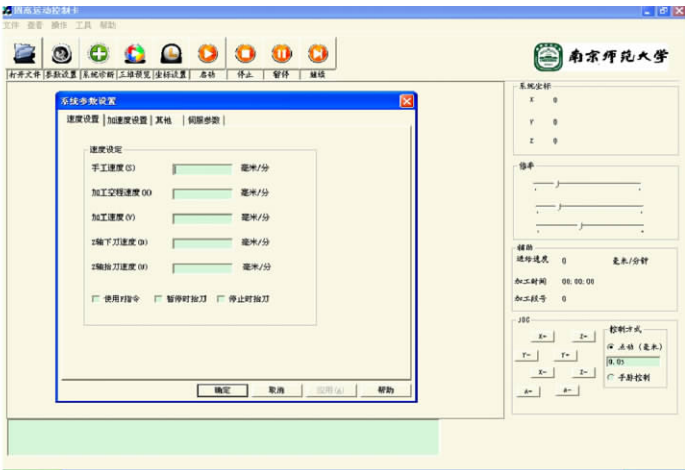 固高运动控制卡
文件 查看 操作 工具 帮助
打开文件 参数设置 系统诊断 三维预览 坐标设置 启动 停止 暂停 继续
南京师范大学
系统参数设置
速度设置 加速度设置 其他 伺服参数
速度设定
手工速度(S) 毫米/分
加工空程速度(K) 毫米/分
加工速度(V) 毫米/分
Z轴下刀速度(D) 毫米/分
Z轴抬刀速度(U) 毫米/分
使用F指令 暂停时抬刀 停止时抬刀
确定 取消 应用(A) 帮助
系统坐标
X 0
Y 0
Z 0
倍率
辅助
进给速度 0 毫米/分钟
加工时间 00:00:00
加工段号 0
JOG
X+ Z+
Y- Y+
X- Z-
A- A+
控制方式
点动 (毫米)
0.05
手脉控制